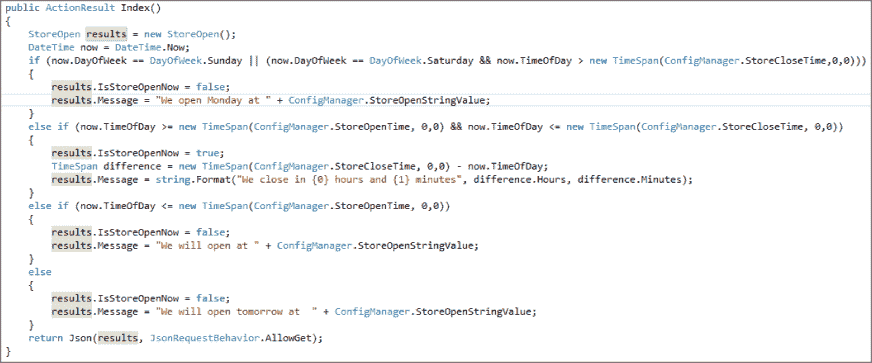 public ActionResult Index()
{
    StoreOpen results = new StoreOpen();
    DateTime now = DateTime.Now;
    if (now.DayOfWeek == DayOfWeek.Sunday || (now.DayOfWeek == DayOfWeek.Saturday && now.TimeOfDay > new TimeSpan(ConfigManager.StoreCloseTime,0,0)))
    {
        results.IsStoreOpenNow = false;
        results.Message = "We open Monday at " + ConfigManager.StoreOpenStringValue;
    }
    else if (now.TimeOfDay >= new TimeSpan(ConfigManager.StoreOpenTime, 0,0) && now.TimeOfDay <= new TimeSpan(ConfigManager.StoreCloseTime, 0,0))
    {
        results.IsStoreOpenNow = true;
        TimeSpan difference = new TimeSpan(ConfigManager.StoreCloseTime, 0,0) - now.TimeOfDay;
        results.Message = string.Format("We close in {0} hours and {1} minutes", difference.Hours, difference.Minutes);
    }
    else if (now.TimeOfDay <= new TimeSpan(ConfigManager.StoreOpenTime, 0,0))
    {
        results.IsStoreOpenNow = false;
        results.Message = "We will open at " + ConfigManager.StoreOpenStringValue;
    }
    else
    {
        results.IsStoreOpenNow = false;
        results.Message = "We will open tomorrow at  " + ConfigManager.StoreOpenStringValue;
    }
    return Json(results, JsonRequestBehavior.AllowGet);
}